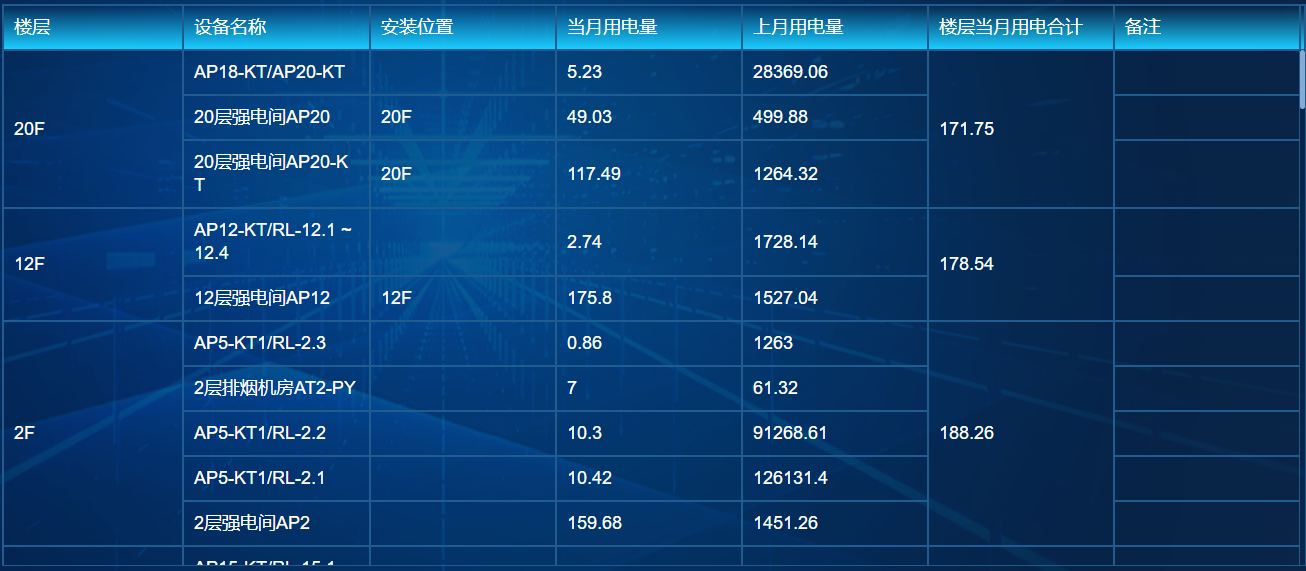 楼层 设备名称 安装位置 当月用电量 上月用电量 楼层当月用电合计 备注
AP18-KT/AP20-KT 5.23 28369.06
20F 20层强电间AP20 20F 49.03 499.88 171.75
20层强电间AP20-K
T 20F 117.49 1264.32
AP12-KT/RL-12.1 ~
12.4 2.74 1728.14
12F 178.54
12层强电间AP12 12F 175.8 1527.04
AP5-KT1/RL-2.3 0.86 1263
2层排烟机房AT2-PY 7 61.32
2F AP5-KT1/RL-2.2 10.3 91268.61 188.26
AP5-KT1/RL-2.1 10.42 126131.4
2层强电间AP2 159.68 1451.26